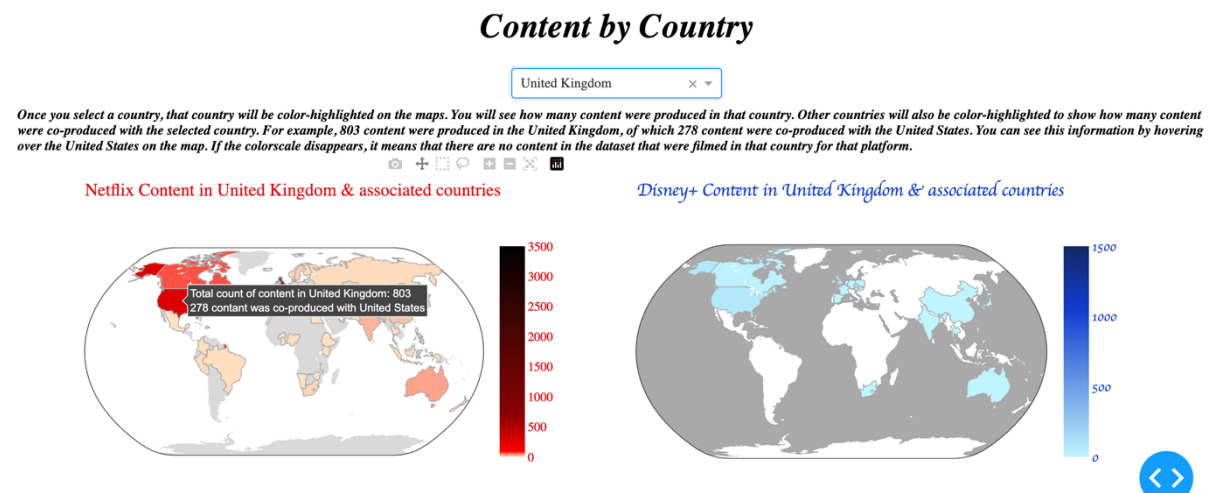 Content by Country
United Kingdom
Once you select a country, that country will be color-highlighted on the maps. You will see how many content were produced in that country. Other countries will also be color-highlighted to show how many content
were co-produced with the selected country. For example, 803 content were produced in the United Kingdom, of which 278 content were co-produced with the United States. You can see this information by hovering
over the United States on the map. If the colorscale disappears, it means that there are no content in the dataset that were filmed in that country for that platform.
Netflix Content in United Kingdom & associated countries
Total count of content in United Kingdom: 803
278 contant was co-produced with United States
3500
3000
2500
2000
1500
1000
500
0
Disney+ Content in United Kingdom & associated countries
1500
1000
500
0